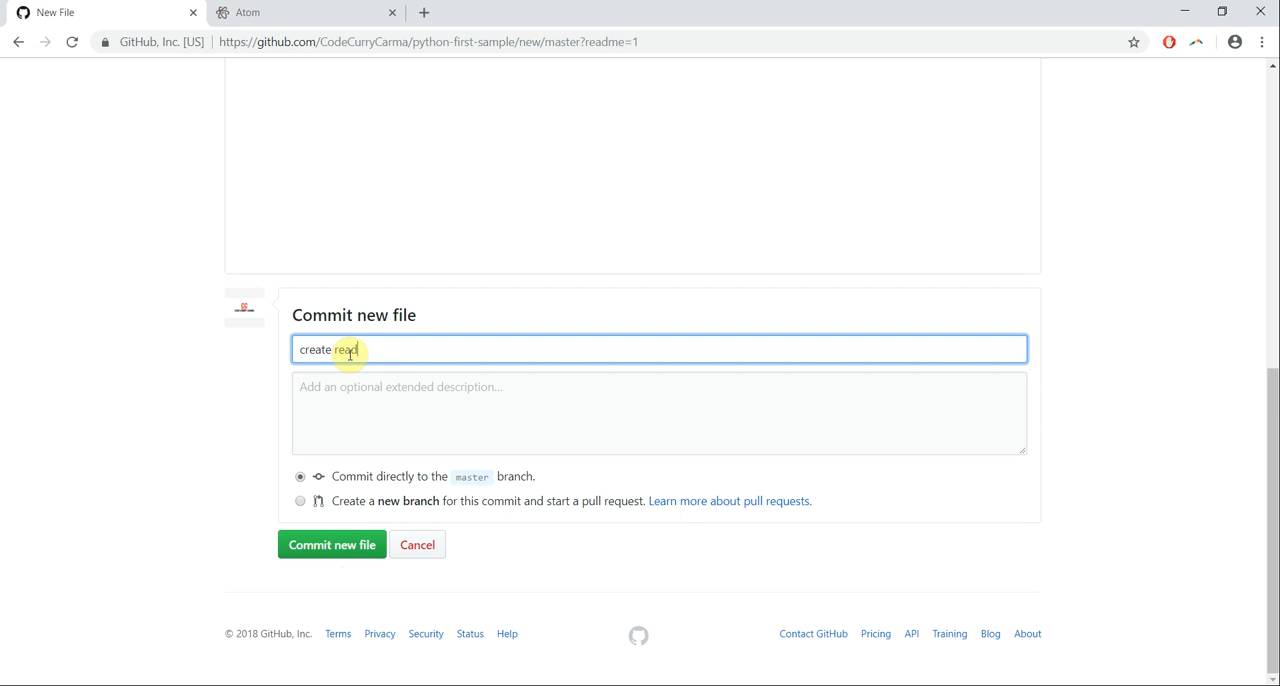 New File
Atom
GitHub, Inc. [US] https://github.com/CodeCurryCarma/python-first-sample/new/master?readme=1
Commit new file
create read
Add an optional extended description...
Commit directly to the master branch.
Create a new branch for this commit and start a pull request. Learn more about pull requests.
Commit new file Cancel
© 2018 GitHub, Inc. Terms Privacy Security Status Help Contact GitHub Pricing API Training Blog About